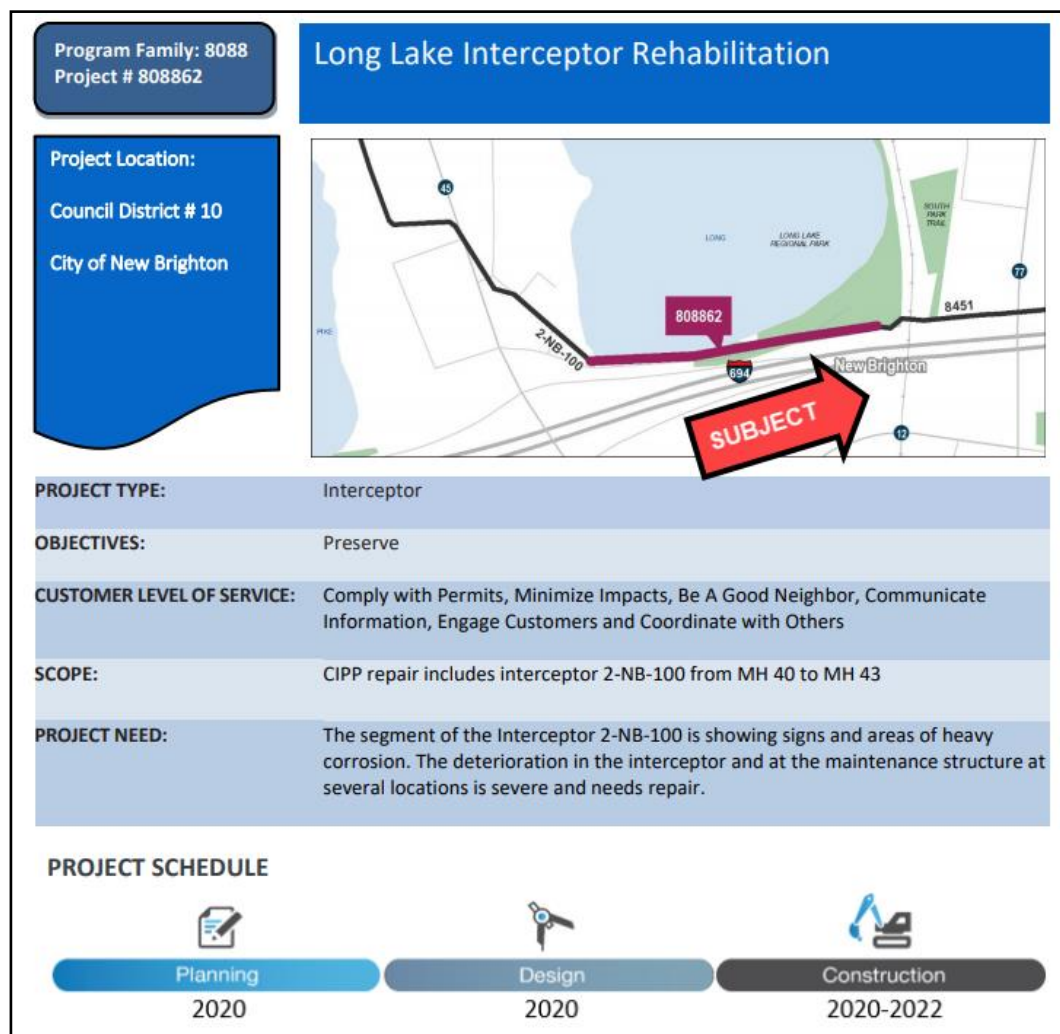 Program Family: 8088
Project # 808862
Long Lake Interceptor Rehabilitation
Project Location:
Council District # 10
City of New Brighton
45
LONG
LONG LAKE
REGIONAL PARK
SOUTH
PARK
TRAIL
77
PIKE
808862
8451
2-NB-100
694
New Brighton
SUBJECT
12
PROJECT TYPE:
Interceptor
OBJECTIVES:
Preserve
CUSTOMER LEVEL OF SERVICE:
Comply with Permits, Minimize Impacts, Be A Good Neighbor, Communicate
Information, Engage Customers and Coordinate with Others
SCOPE:
CIPP repair includes interceptor 2-NB-100 from MH 40 to MH 43
PROJECT NEED:
The segment of the Interceptor 2-NB-100 is showing signs and areas of heavy
corrosion. The deterioration in the interceptor and at the maintenance structure at
several locations is severe and needs repair.
PROJECT SCHEDULE
Planning
Design
Construction
2020
2020
2020-2022